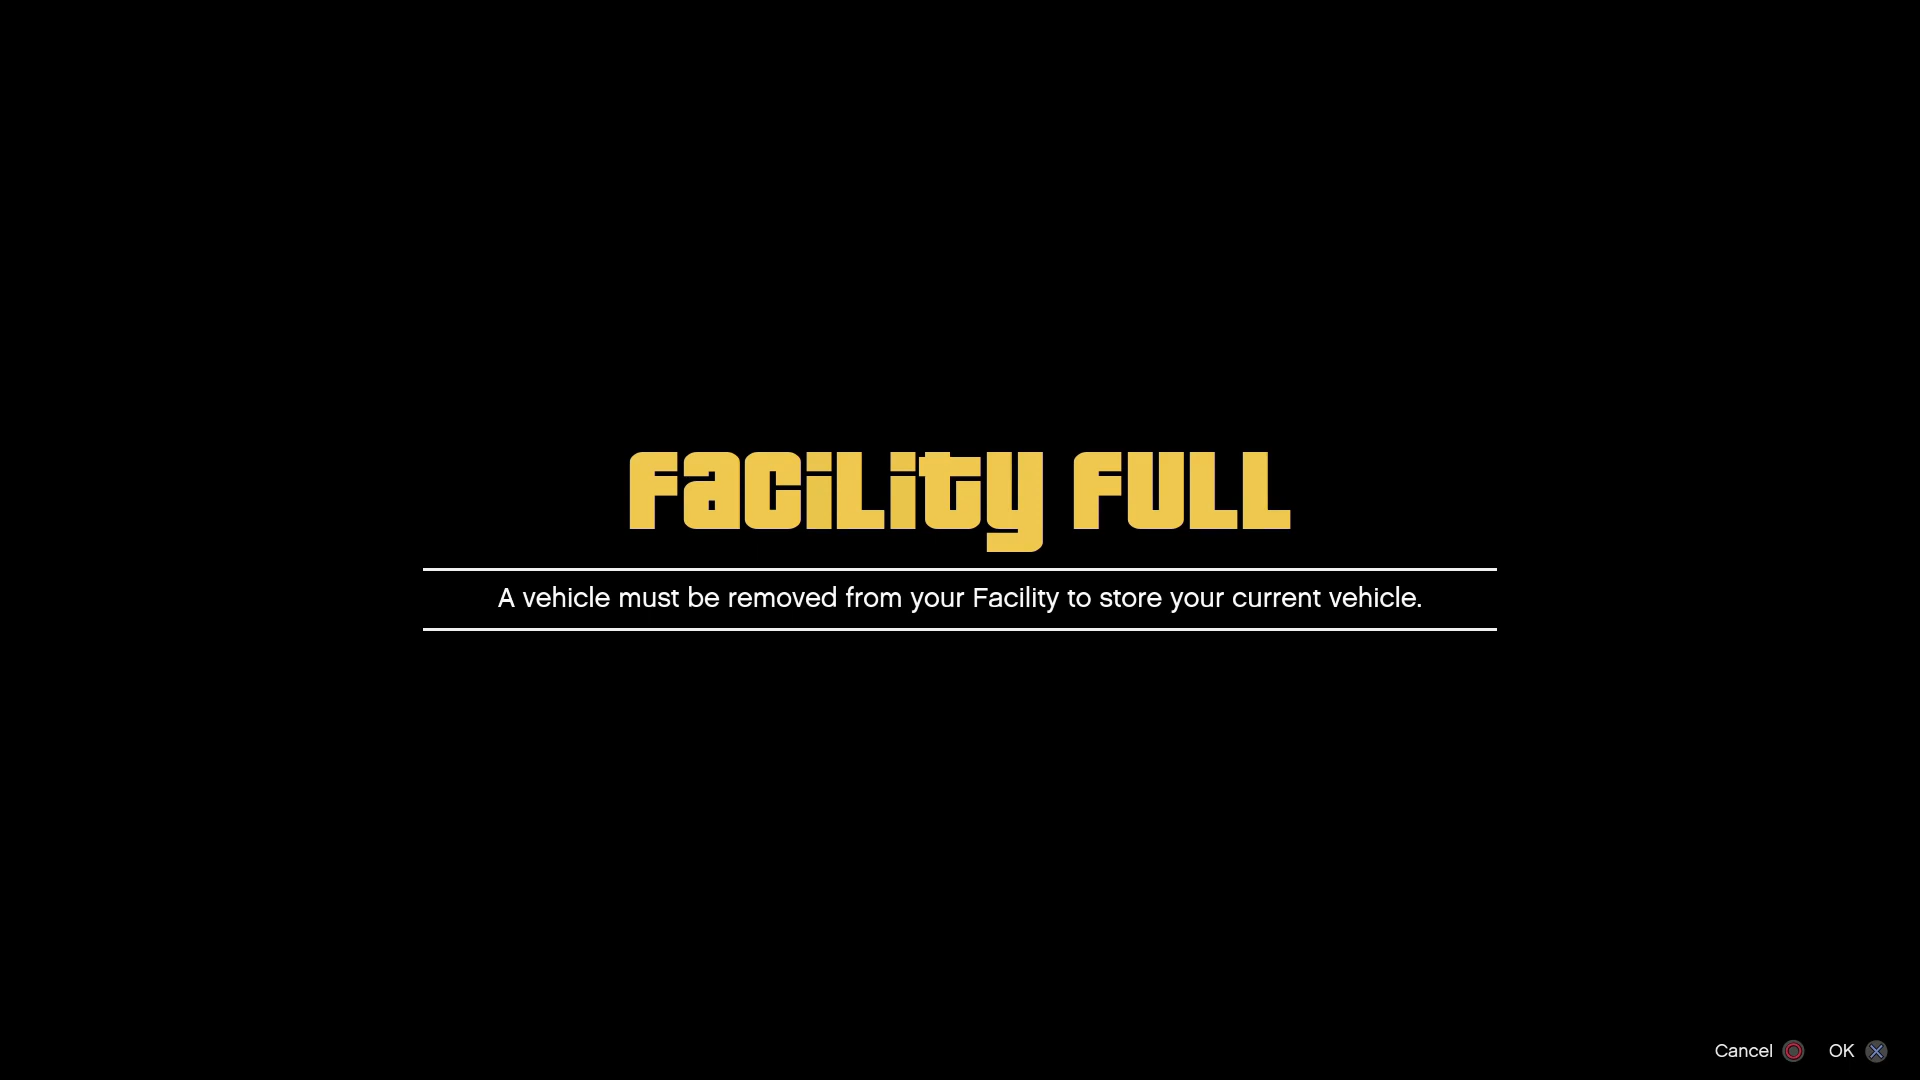 Facility Full
A vehicle must be removed from your Facility to store your current vehicle.
Cancel OK